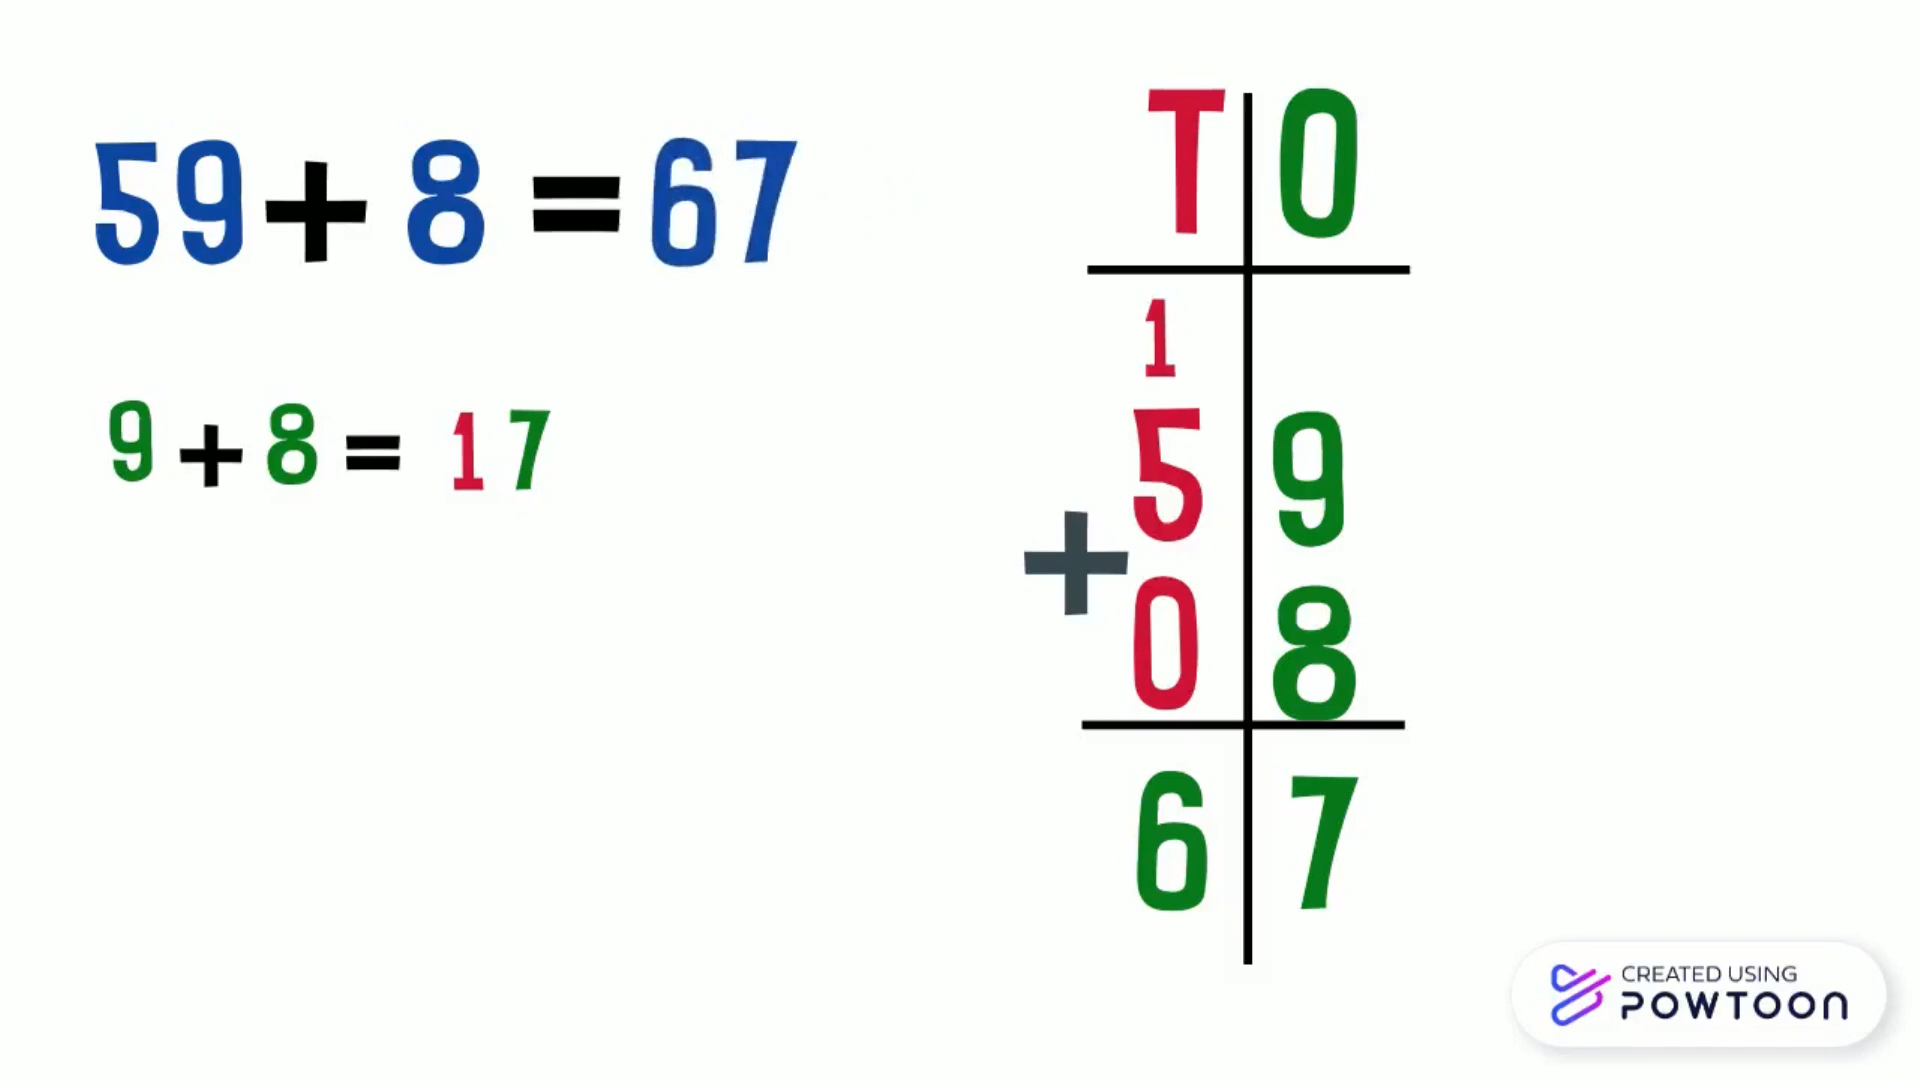 59 + 8 = 67
9 + 8 = 17
T O
1
5 9
+
0 8
6 7
CREATED USING
POWTOON